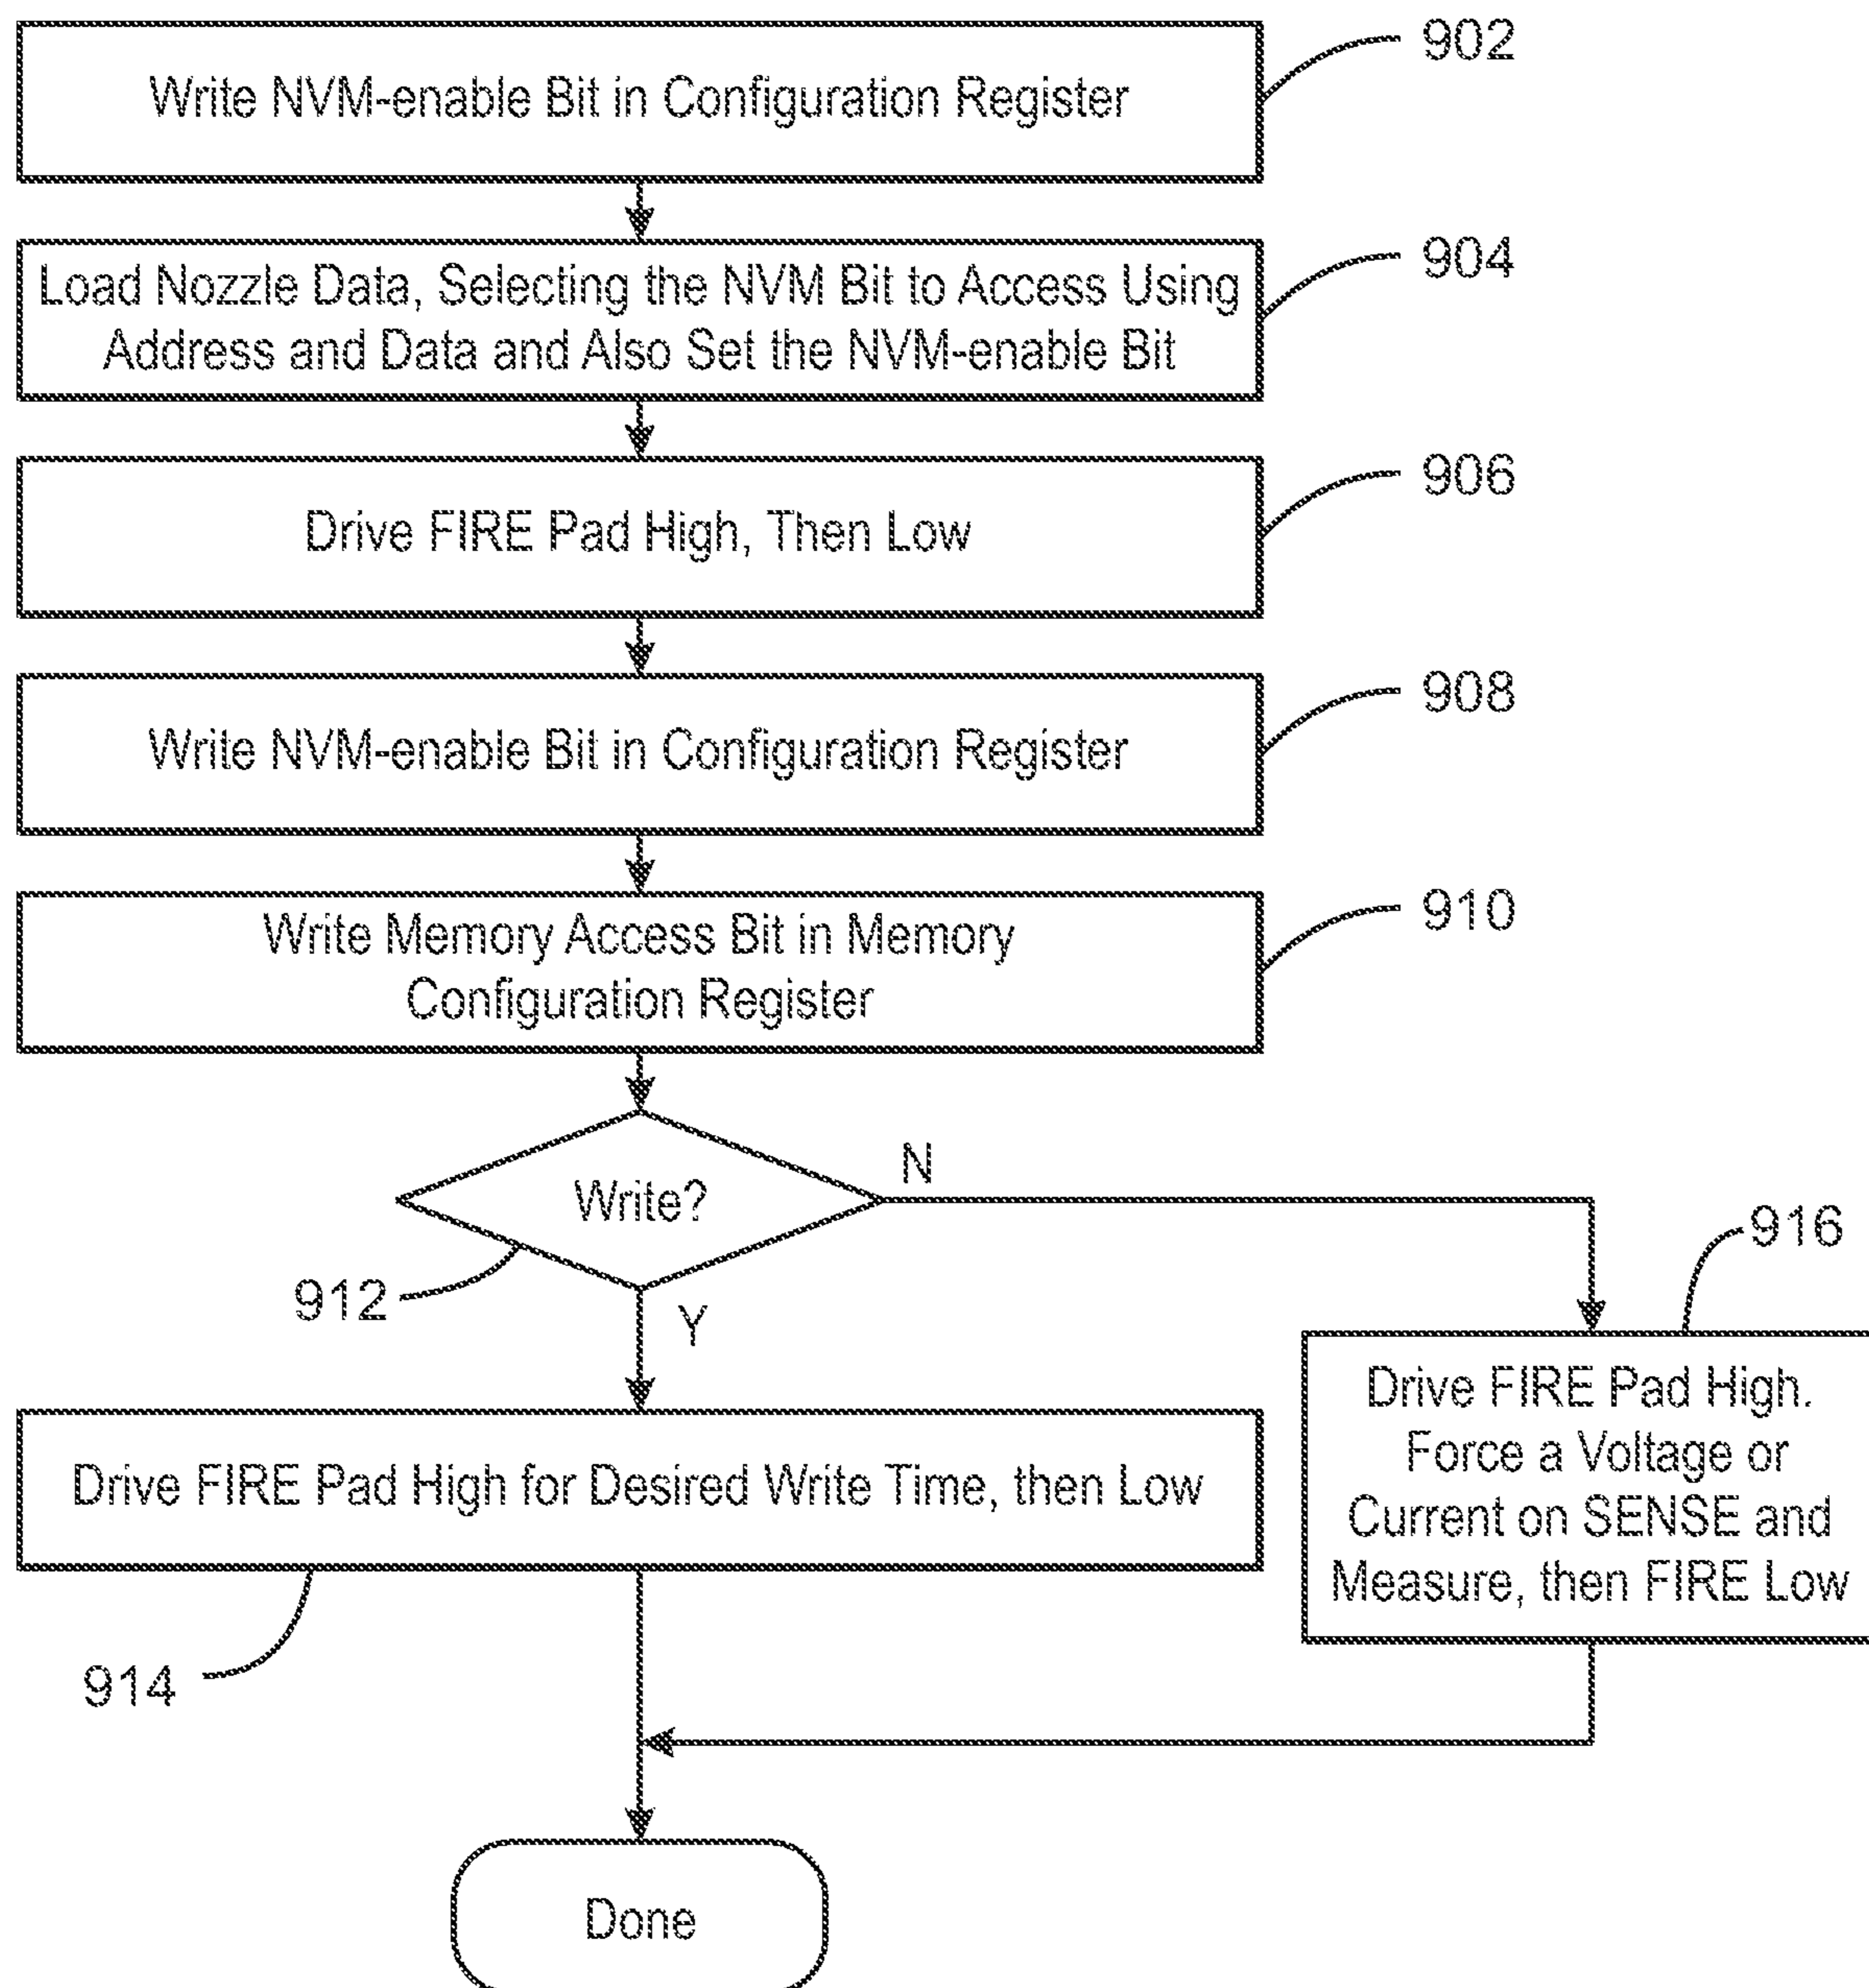 Write NVM-enable Bit in Configuration Register
902
Load Nozzle Data, Selecting the NVM Bit to Access Using
Address and Data and Also Set the NVM-enable Bit
904
Drive FIRE Pad High, Then Low
906
Write NVM-enable Bit in Configuration Register
908
Write Memory Access Bit in Memory
Configuration Register
910
Write?
N
912
Y
916
Drive FIRE Pad High.
Force a Voltage or
Current on SENSE and
Measure, then FIRE Low
Drive FIRE Pad High for Desired Write Time, then Low
914
Done